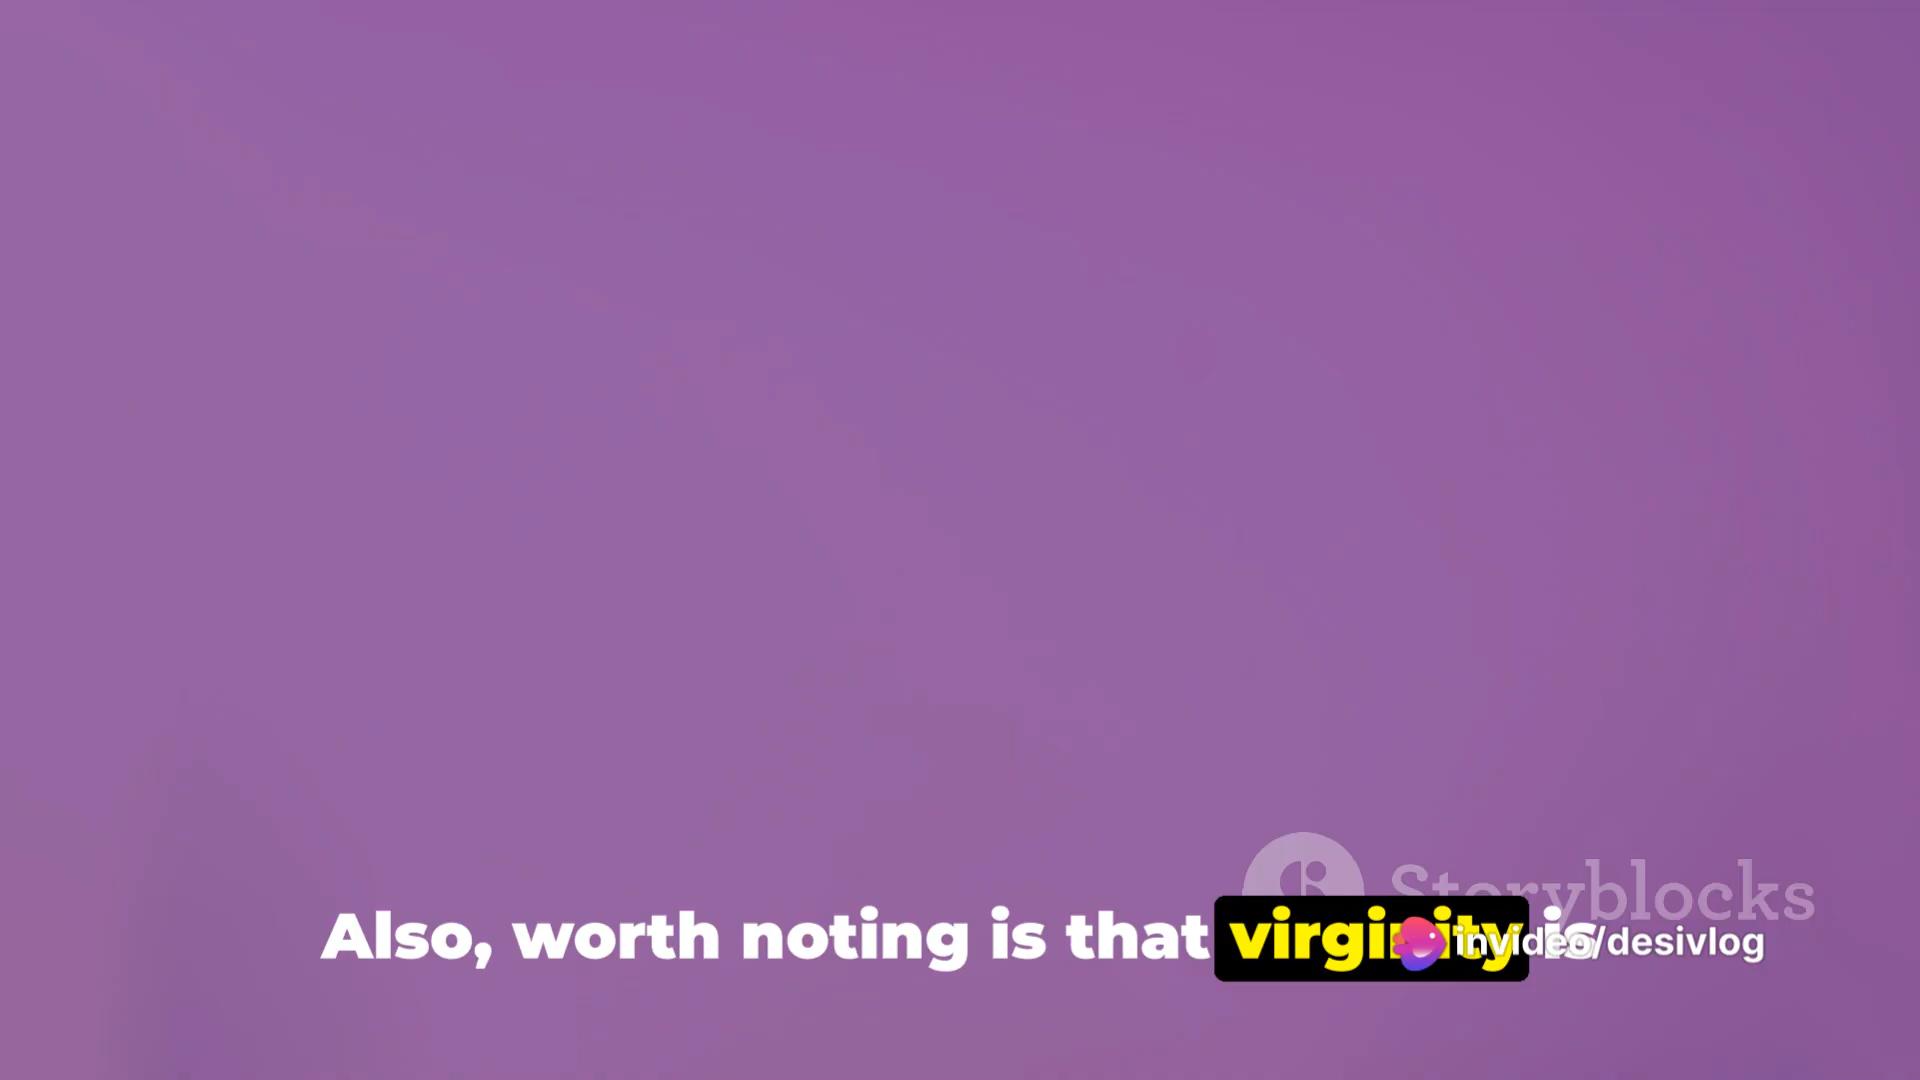 Storyblocks
Also, worth noting is that virginity is
invideo/desivlog